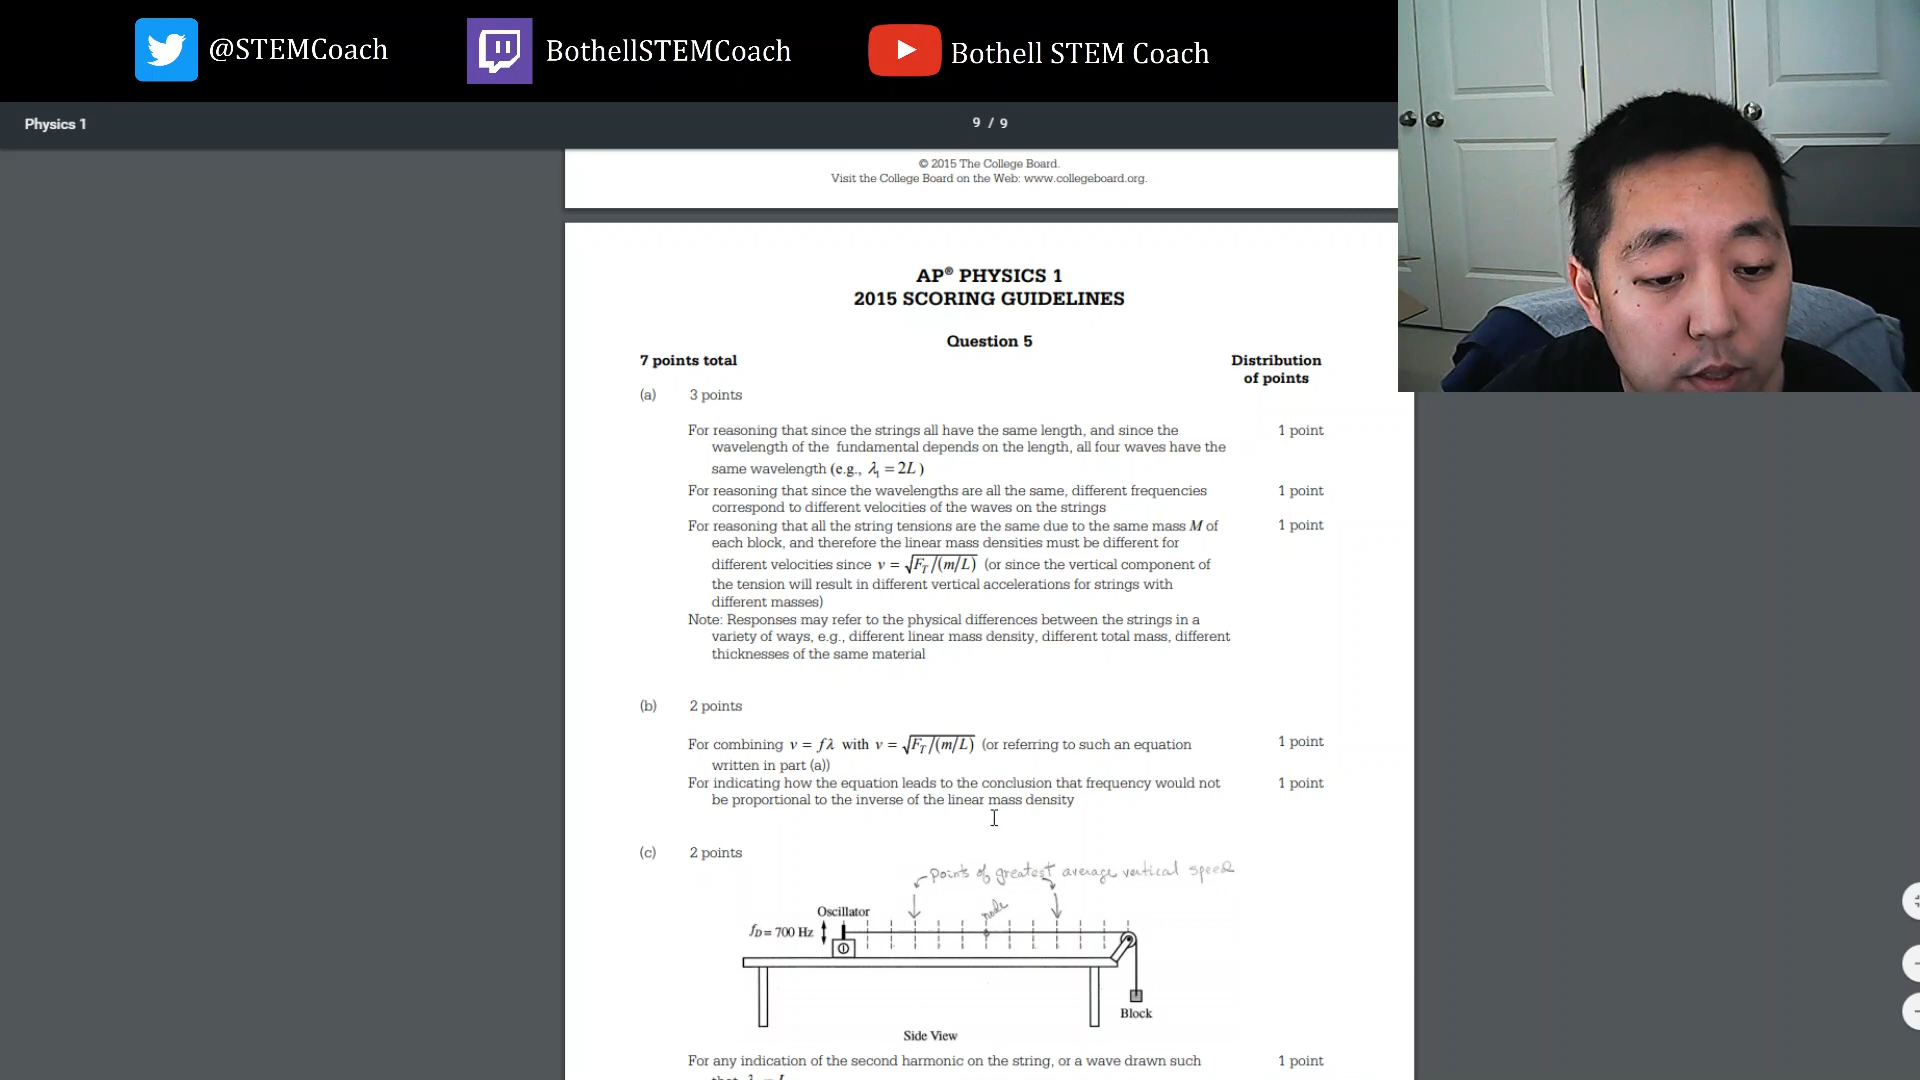 @STEMCoach
BothellSTEMCoach
Bothell STEM Coach
Physics 1
9 / 9
© 2015 The College Board.
Visit the College Board on the Web: www.collegeboard.org.
AP® PHYSICS 1
2015 SCORING GUIDELINES
Question 5
7 points total
Distribution
of points
(a) 3 points
For reasoning that since the strings all have the same length, and since the 1 point
wavelength of the fundamental depends on the length, all four waves have the
same wavelength (e.g., λ₁ = 2L )
For reasoning that since the wavelengths are all the same, different frequencies 1 point
correspond to different velocities of the waves on the strings
For reasoning that all the string tensions are the same due to the same mass M of 1 point
each block, and therefore the linear mass densities must be different for
different velocities since v = √F_T/(m/L) (or since the vertical component of
the tension will result in different vertical accelerations for strings with
different masses)
Note: Responses may refer to the physical differences between the strings in a
variety of ways, e.g., different linear mass density, different total mass, different
thicknesses of the same material
(b) 2 points
For combining v = fλ with v = √F_T/(m/L) (or referring to such an equation 1 point
written in part (a))
For indicating how the equation leads to the conclusion that frequency would not 1 point
be proportional to the inverse of the linear mass density
(c) 2 points
points of greatest average vertical speed
node
Oscillator
f_D = 700 Hz
Block
Side View
For any indication of the second harmonic on the string, or a wave drawn such 1 point